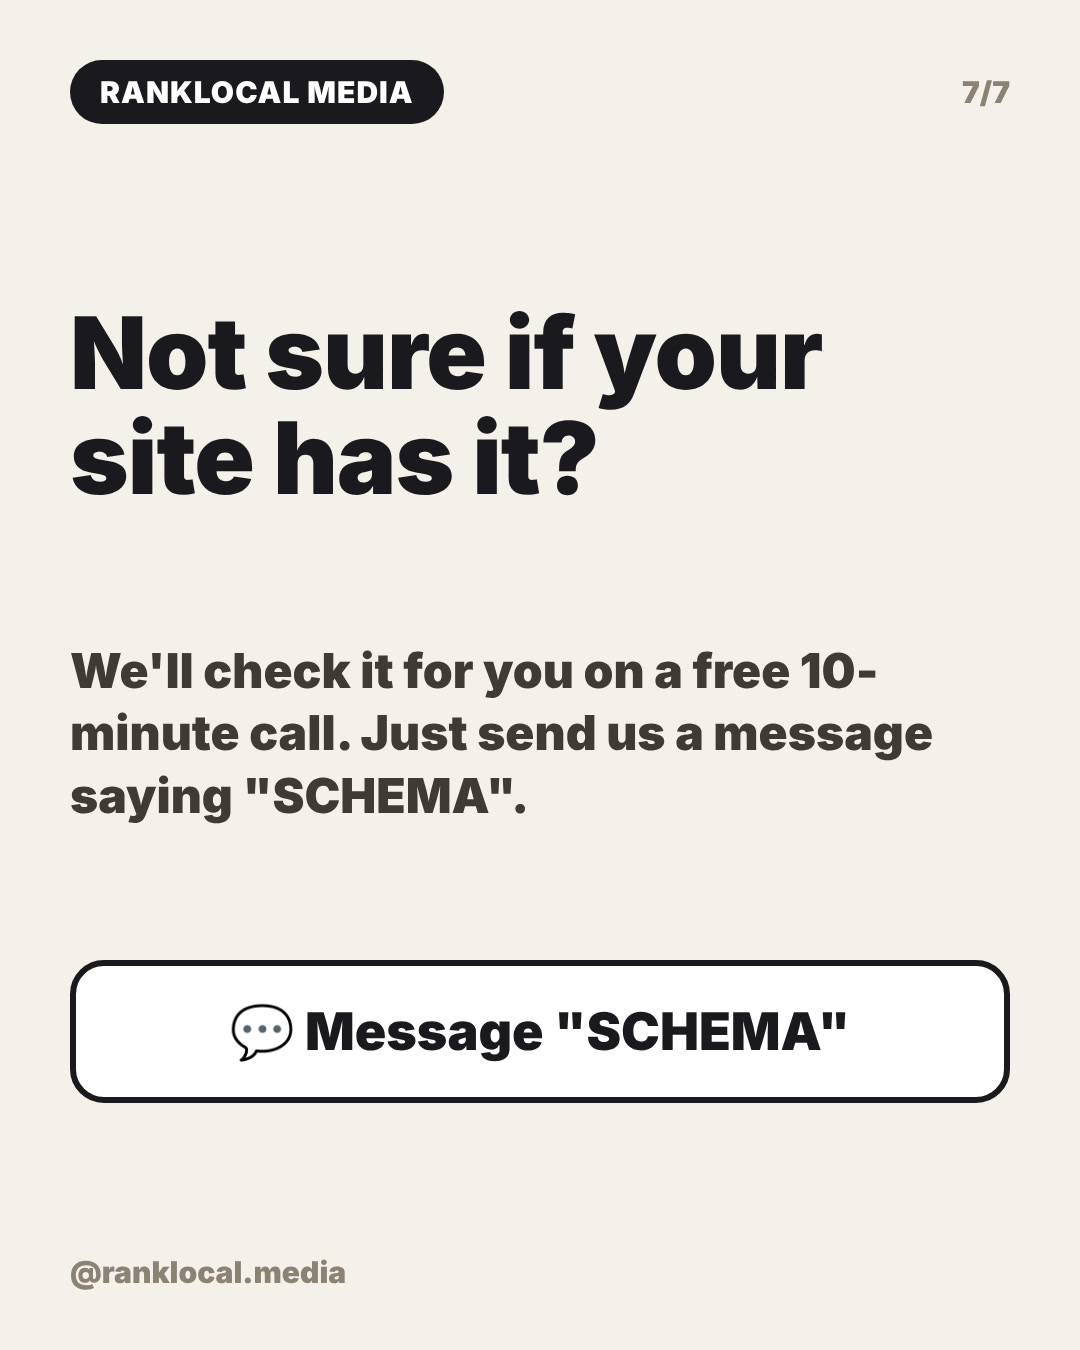 RANKLOCAL MEDIA
7/7
Not sure if your
site has it?
We'll check it for you on a free 10-
minute call. Just send us a message
saying "SCHEMA".
💬 Message "SCHEMA"
@ranklocal.media